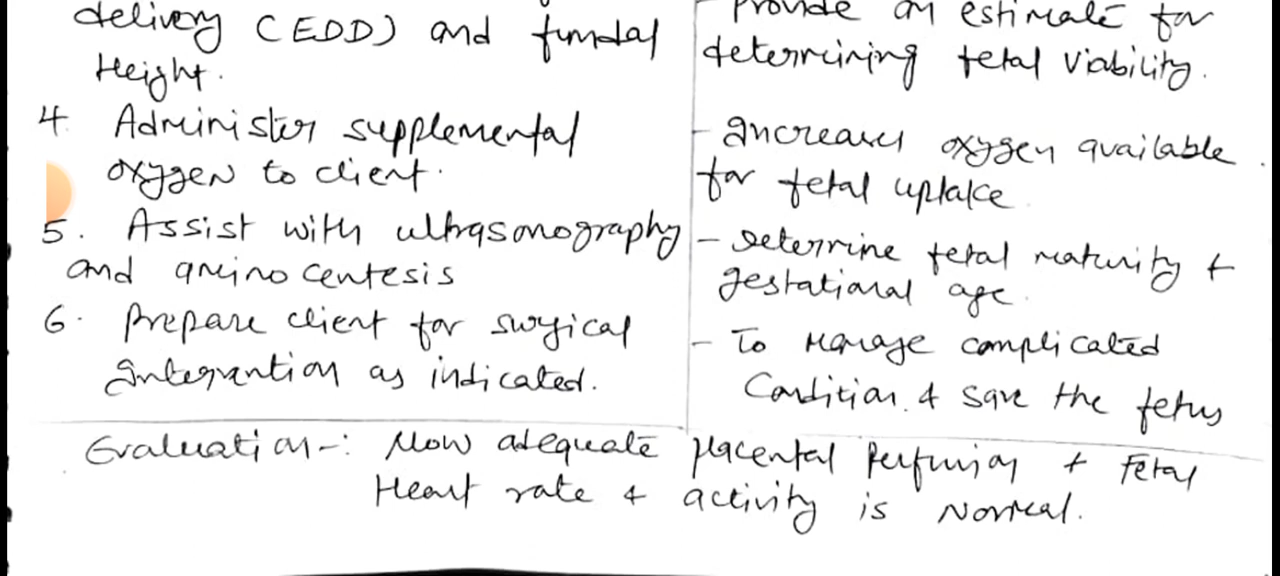 delivery (EDD) and fundal
Height.
4. Administer supplemental
oxygen to client.
5. Assist with ultrasonography
and amino centesis
6. Prepare client for surgical
Intervention as indicated.
Provide an estimate for
determining fetal viability.
- Increases oxygen available
for fetal uptake
- Determine fetal maturity +
gestational age.
- To manage complicated
Condition. & save the fetus
Evaluation-: Now adequate placental Perfusion + Fetal
Heart rate & activity is Normal.